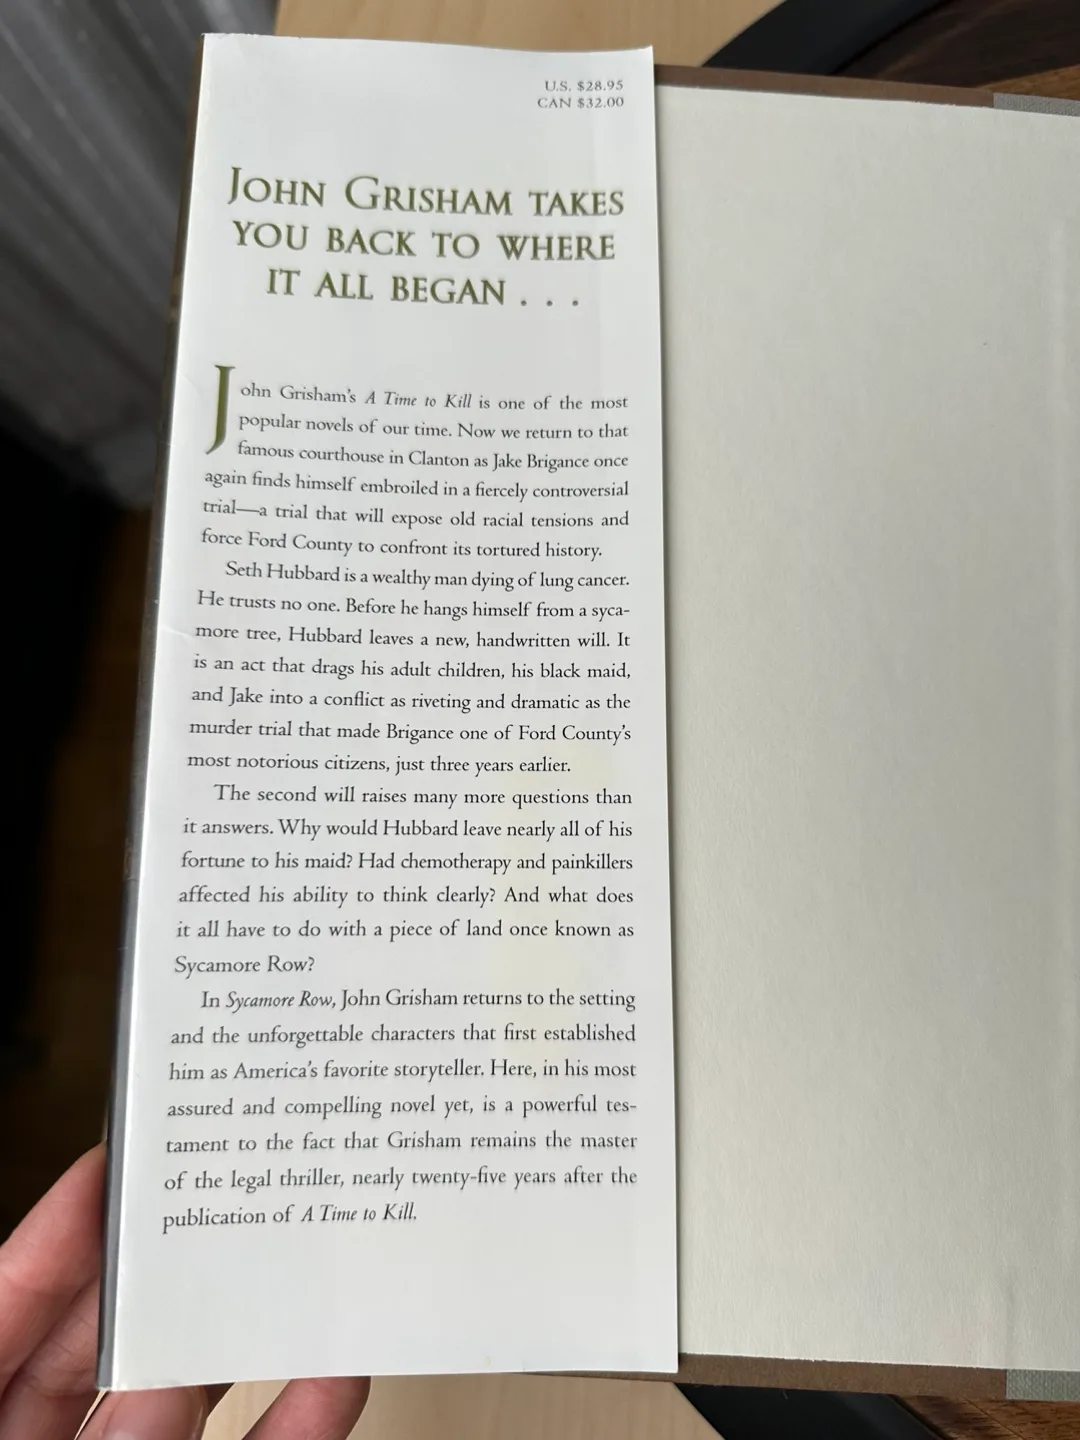 U.S. $28.95
CAN $32.00
JOHN GRISHAM TAKES
YOU BACK TO WHERE
IT ALL BEGAN . . .
John Grisham's A Time to Kill is one of the most
popular novels of our time. Now we return to that
famous courthouse in Clanton as Jake Brigance once
again finds himself embroiled in a fiercely controversial
trial—a trial that will expose old racial tensions and
force Ford County to confront its tortured history.
Seth Hubbard is a wealthy man dying of lung cancer.
He trusts no one. Before he hangs himself from a syca-
more tree, Hubbard leaves a new, handwritten will. It
is an act that drags his adult children, his black maid,
and Jake into a conflict as riveting and dramatic as the
murder trial that made Brigance one of Ford County's
most notorious citizens, just three years earlier.
The second will raises many more questions than
it answers. Why would Hubbard leave nearly all of his
fortune to his maid? Had chemotherapy and painkillers
affected his ability to think clearly? And what does
it all have to do with a piece of land once known as
Sycamore Row?
In Sycamore Row, John Grisham returns to the setting
and the unforgettable characters that first established
him as America's favorite storyteller. Here, in his most
assured and compelling novel yet, is a powerful tes-
tament to the fact that Grisham remains the master
of the legal thriller, nearly twenty-five years after the
publication of A Time to Kill.